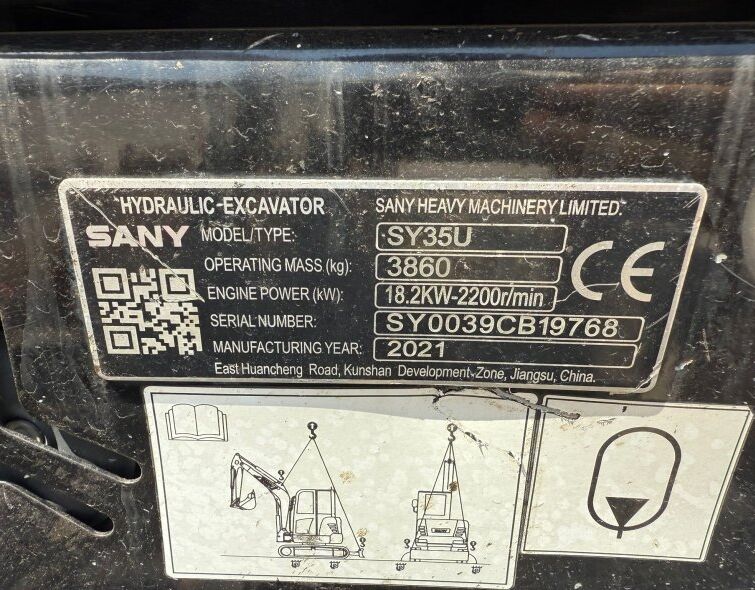 HYDRAULIC-EXCAVATOR SANY HEAVY MACHINERY LIMITED.
SANY MODEL/TYPE: SY35U
OPERATING MASS (kg): 3860 CE
ENGINE POWER (kW): 18.2KW-2200r/min
SERIAL NUMBER: SY0039CB19768
MANUFACTURING YEAR: 2021
East Huancheng Road, Kunshan Development-Zone, Jiangsu, China.
SANY